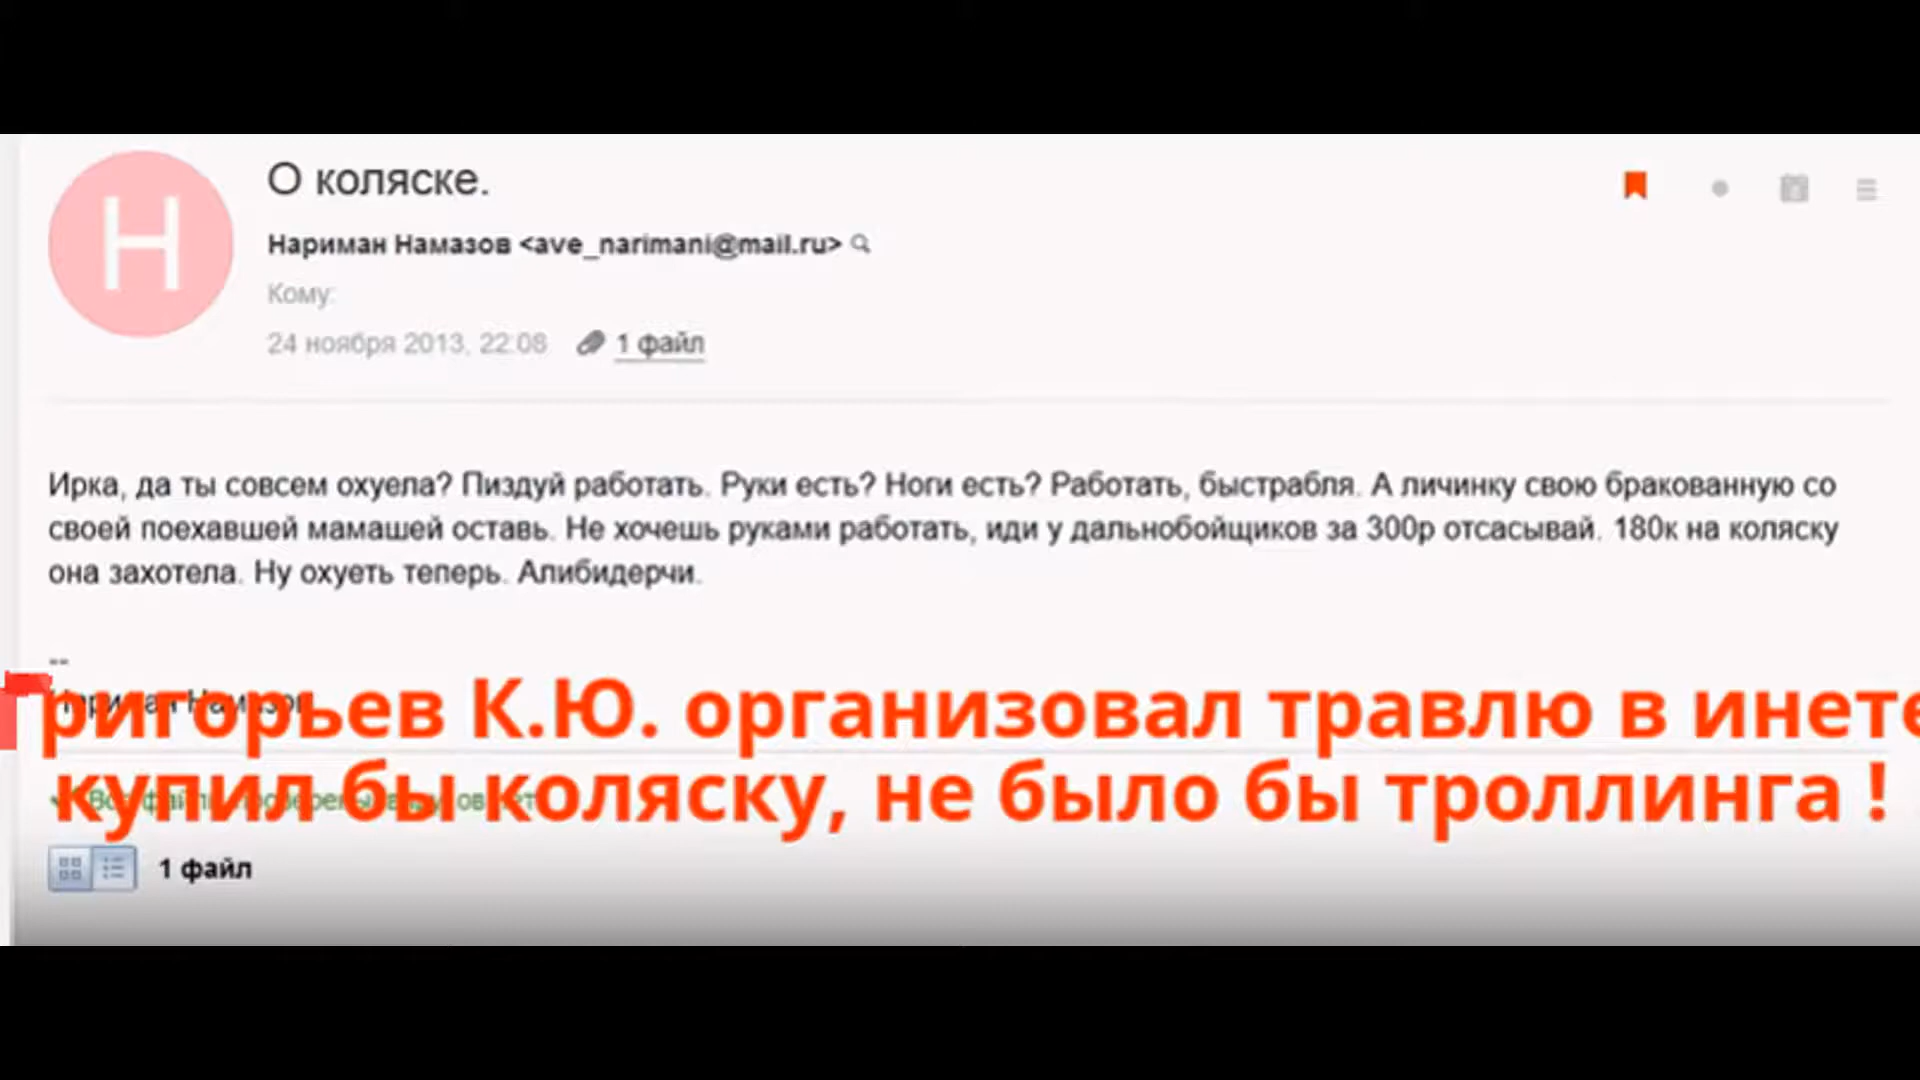 Н
О коляске.
Нариман Намазов <ave_narimani@mail.ru>
Кому:
24 ноября 2013, 22:08 1 файл
Ирка, да ты совсем охуела? Пиздуй работать. Руки есть? Ноги есть? Работать, быстрабля. А личинку свою бракованную со
своей поехавшей мамашей оставь. Не хочешь руками работать, иди у дальнобойщиков за 300р отсасывай. 180к на коляску
она захотела. Ну охуеть теперь. Алибидерчи.
--
Нариман Намазов
Григорьев К.Ю. организовал травлю в инете
купил бы коляску, не было бы троллинга !
1 файл